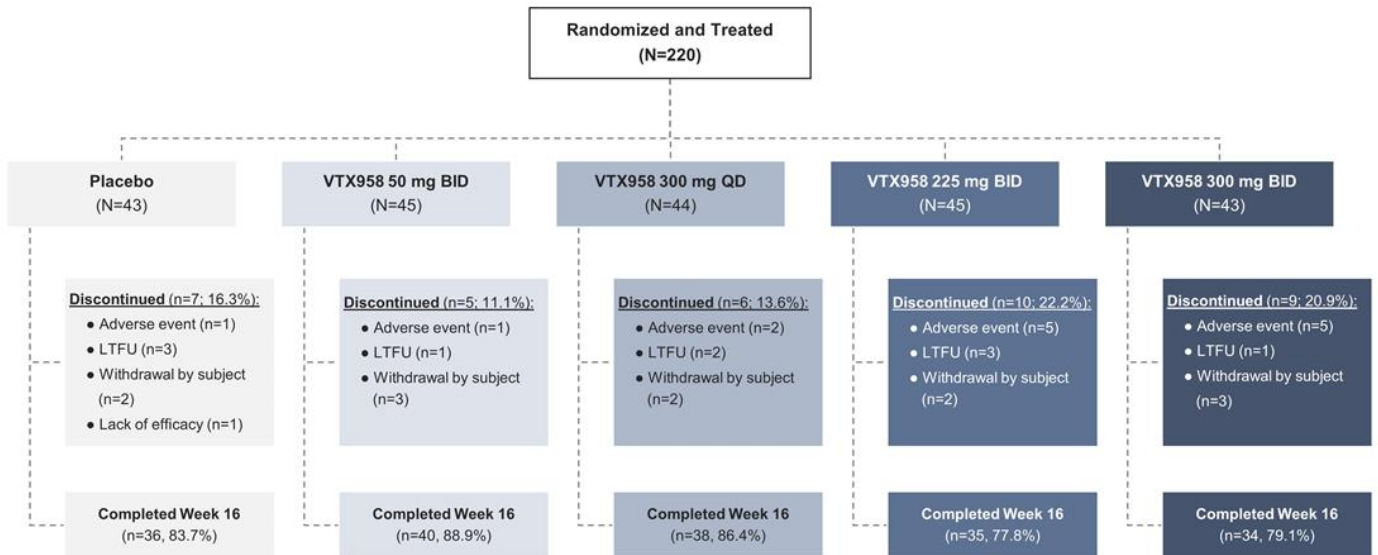 Randomized and Treated
(N=220)
Placebo
(N=43)
VTX958 50 mg BID
(N=45)
VTX958 300 mg QD
(N=44)
VTX958 225 mg BID
(N=45)
VTX958 300 mg BID
(N=43)
Discontinued (n=7; 16.3%):
● Adverse event (n=1)
● LTFU (n=3)
● Withdrawal by subject
(n=2)
● Lack of efficacy (n=1)
Discontinued (n=5; 11.1%):
● Adverse event (n=1)
● LTFU (n=1)
● Withdrawal by subject
(n=3)
Discontinued (n=6; 13.6%):
● Adverse event (n=2)
● LTFU (n=2)
● Withdrawal by subject
(n=2)
Discontinued (n=10; 22.2%):
● Adverse event (n=5)
● LTFU (n=3)
● Withdrawal by subject
(n=2)
Discontinued (n=9; 20.9%):
● Adverse event (n=5)
● LTFU (n=1)
● Withdrawal by subject
(n=3)
Completed Week 16
(n=36, 83.7%)
Completed Week 16
(n=40, 88.9%)
Completed Week 16
(n=38, 86.4%)
Completed Week 16
(n=35, 77.8%)
Completed Week 16
(n=34, 79.1%)